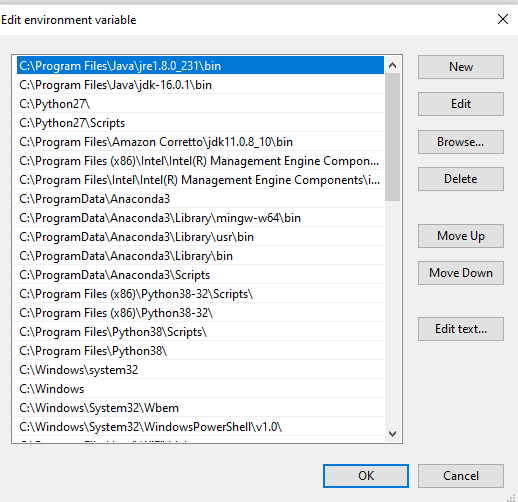 Edit environment variable
C:\Program Files\Java\jre1.8.0_231\bin
New
C:\Program Files\Java\jdk-16.0.1\bin
C:\Python27\
Edit
C:\Python27\Scripts
C:\Program Files\Amazon Corretto\jdk11.0.8_10\bin
Browse...
C:\Program Files (x86)\Intel\Intel(R) Management Engine Compon...
C:\Program Files\Intel\Intel(R) Management Engine Components\i...
Delete
C:\ProgramData\Anaconda3
C:\ProgramData\Anaconda3\Library\mingw-w64\bin
C:\ProgramData\Anaconda3\Library\usr\bin
Move Up
C:\ProgramData\Anaconda3\Library\bin
C:\ProgramData\Anaconda3\Scripts
Move Down
C:\Program Files (x86)\Python38-32\Scripts\
C:\Program Files (x86)\Python38-32\
C:\Program Files\Python38\Scripts\
Edit text...
C:\Program Files\Python38\
C:\Windows\system32
C:\Windows
C:\Windows\System32\Wbem
C:\Windows\System32\WindowsPowerShell\v1.0\
OK
Cancel